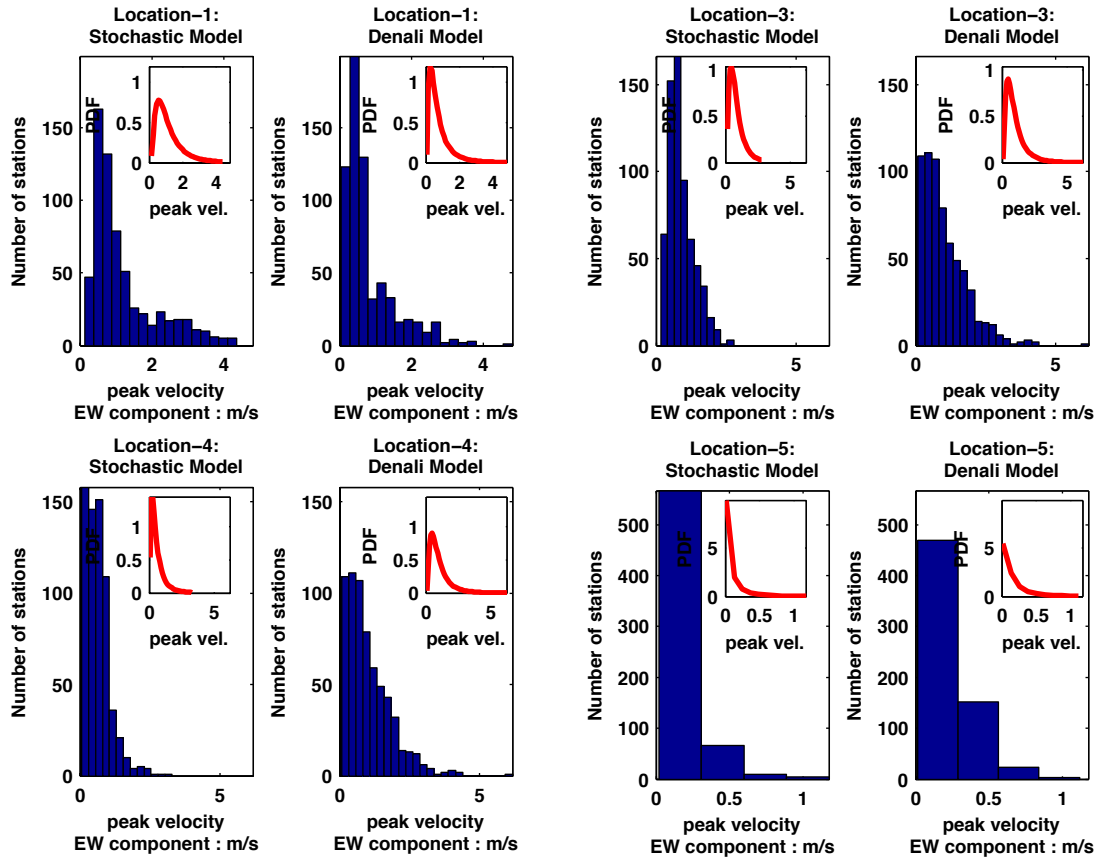 Location−1:
Stochastic Model
Number of stations
150
100
50
0
0
2
4
PDF
1
0.5
0
0
2
4
peak vel.
peak velocity
EW component : m/s
Location−1:
Denali Model
Number of stations
150
100
50
0
0
2
4
PDF
1
0.5
0
0
2
4
peak vel.
peak velocity
EW component : m/s
Location−3:
Stochastic Model
Number of stations
150
100
50
0
0
5
PDF
1
0.5
0
0
5
peak vel.
peak velocity
EW component : m/s
Location−3:
Denali Model
Number of stations
150
100
50
0
0
5
PDF
1
0.5
0
0
5
peak vel.
peak velocity
EW component : m/s
Location−4:
Stochastic Model
Number of stations
150
100
50
0
0
5
PDF
1
0.5
0
0
5
peak vel.
peak velocity
EW component : m/s
Location−4:
Denali Model
Number of stations
150
100
50
0
0
5
PDF
1
0.5
0
0
5
peak vel.
peak velocity
EW component : m/s
Location−5:
Stochastic Model
Number of stations
500
400
300
200
100
0
0
0.5
1
PDF
5
0
0
0.5
1
peak vel.
peak velocity
EW component : m/s
Location−5:
Denali Model
Number of stations
500
400
300
200
100
0
0
0.5
1
PDF
5
0
0
0.5
1
peak vel.
peak velocity
EW component : m/s